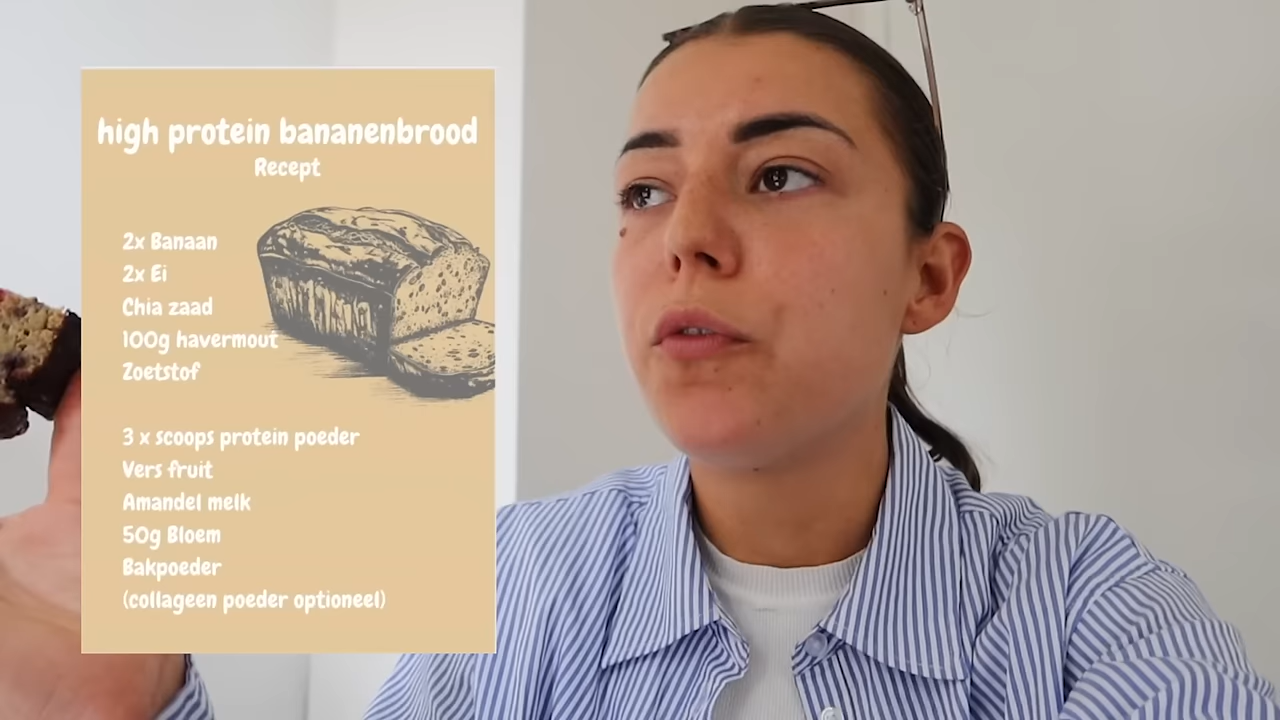 high protein bananenbrood
Recept
2x Banaan
2x Ei
Chia zaad
100g havermout
Zoetstof
3 x scoops protein poeder
Vers fruit
Amandel melk
50g Bloem
Bakpoeder
(collageen poeder optioneel)